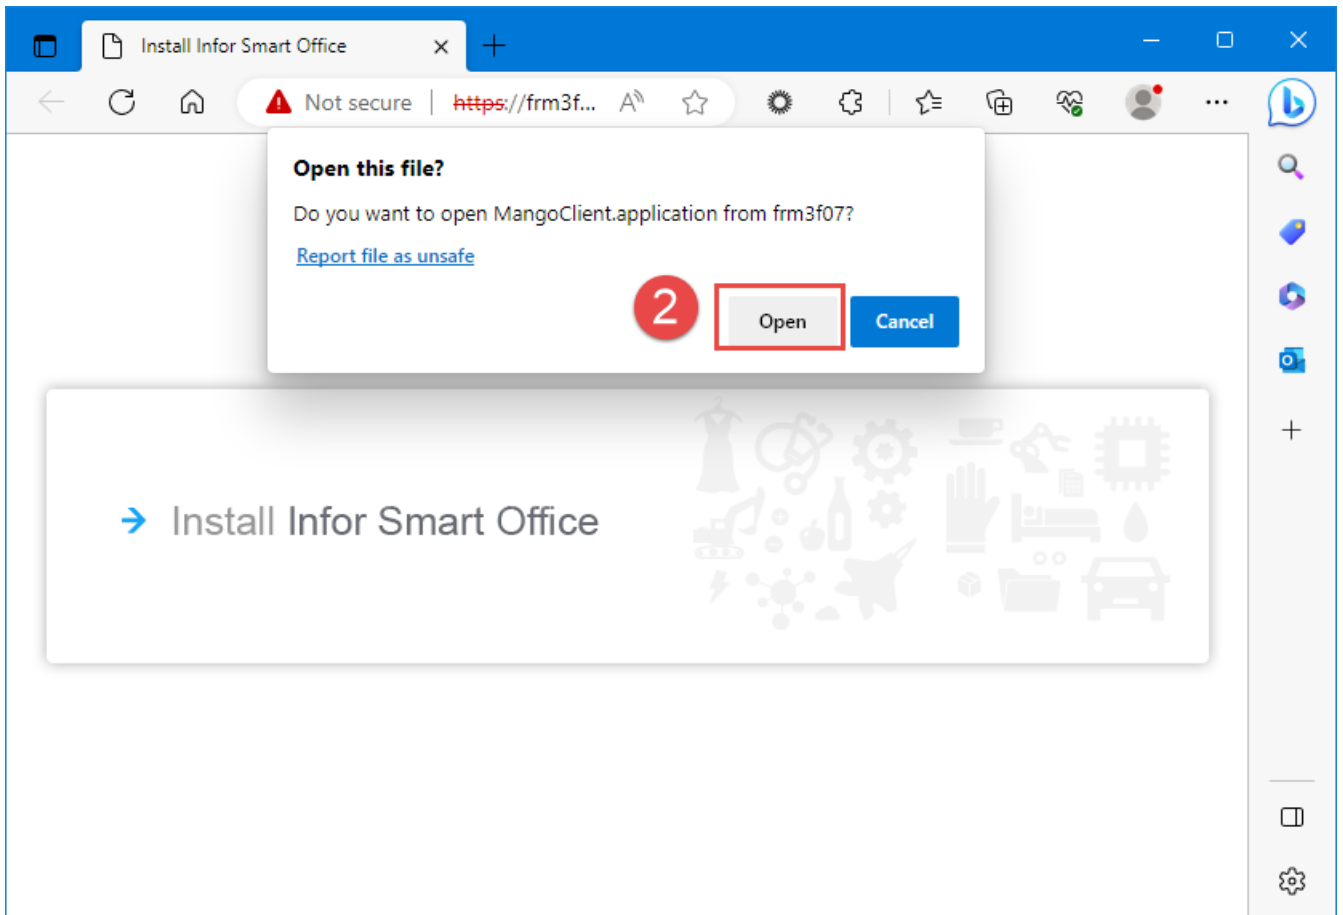 Install Infor Smart Office
Not secure | https://frm3f...
Open this file?
Do you want to open MangoClient.application from frm3f07?
Report file as unsafe
2
Open
Cancel
Install Infor Smart Office